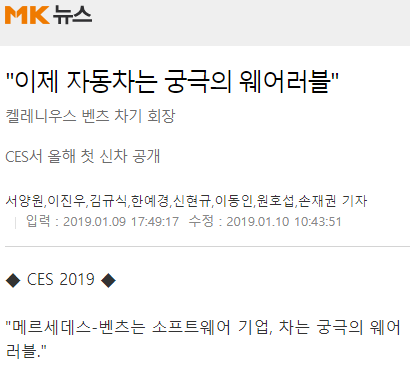 MK 뉴스
"이제 자동차는 궁극의 웨어러블"
켈레니우스 벤츠 차기 회장
CES서 올해 첫 신차 공개
서양원,이진우,김규식,한예경,신현규,이동인,원호섭,손재권 기자
| 입력 : 2019.01.09 17:49:17 수정 : 2019.01.10 10:43:51
◆ CES 2019 ◆
"메르세데스-벤츠는 소프트웨어 기업, 차는 궁극의 웨어
러블."